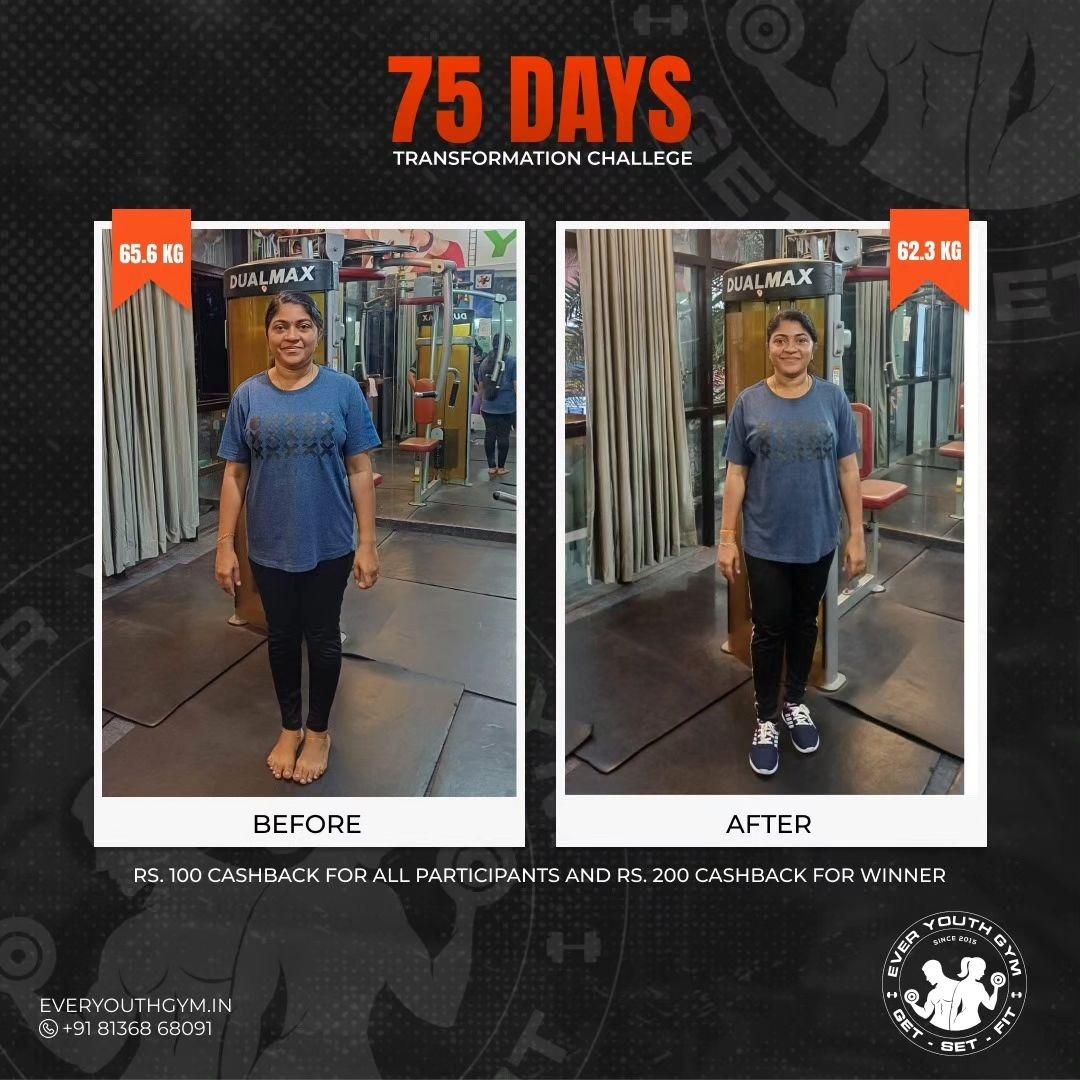 75 DAYS
TRANSFORMATION CHALLEGE
65.6 KG
62.3 KG
DUALMAX
DUALMAX
Y
BEFORE
AFTER
RS. 100 CASHBACK FOR ALL PARTICIPANTS AND RS. 200 CASHBACK FOR WINNER
EVER YOUTH GYM
SINCE 2015
GET - SET - FIT
EVERYOUTHGYM.IN
+91 81368 68091